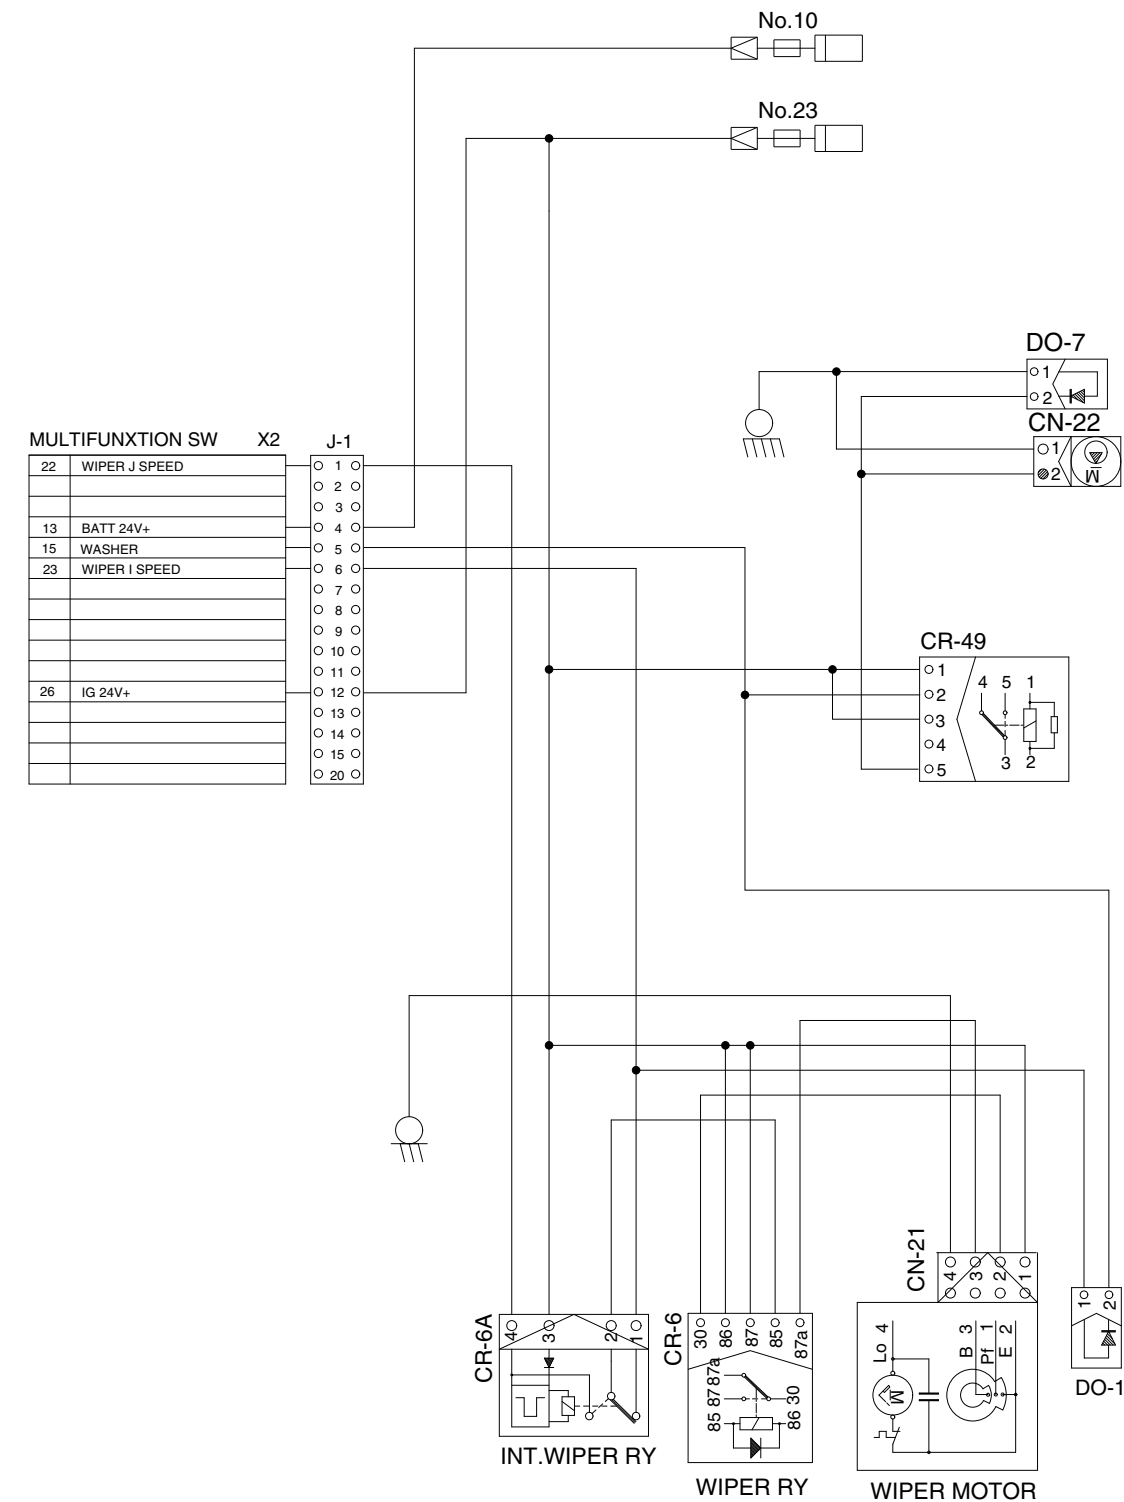 No.10
No.23
DO-7
1
2
CN-22
1
2
M
MULTIFUNXTION SW X2 J-1
22 WIPER J SPEED 1
2
3
13 BATT 24V+ 4
15 WASHER 5
23 WIPER I SPEED 6
7
8
9
10
11
26 IG 24V+ 12
13
14
15
20
CR-49
1
2
3
4
5
4 5 1
3 2
CR-6A
4 3 2 1
INT.WIPER RY
CR-6
30 86 87 85 87a
87a
87 30
85 86
WIPER RY
CN-21
4 3 2 1
Lo 4
B 3
Pf 1
E 2
M
WIPER MOTOR
1 2
DO-1